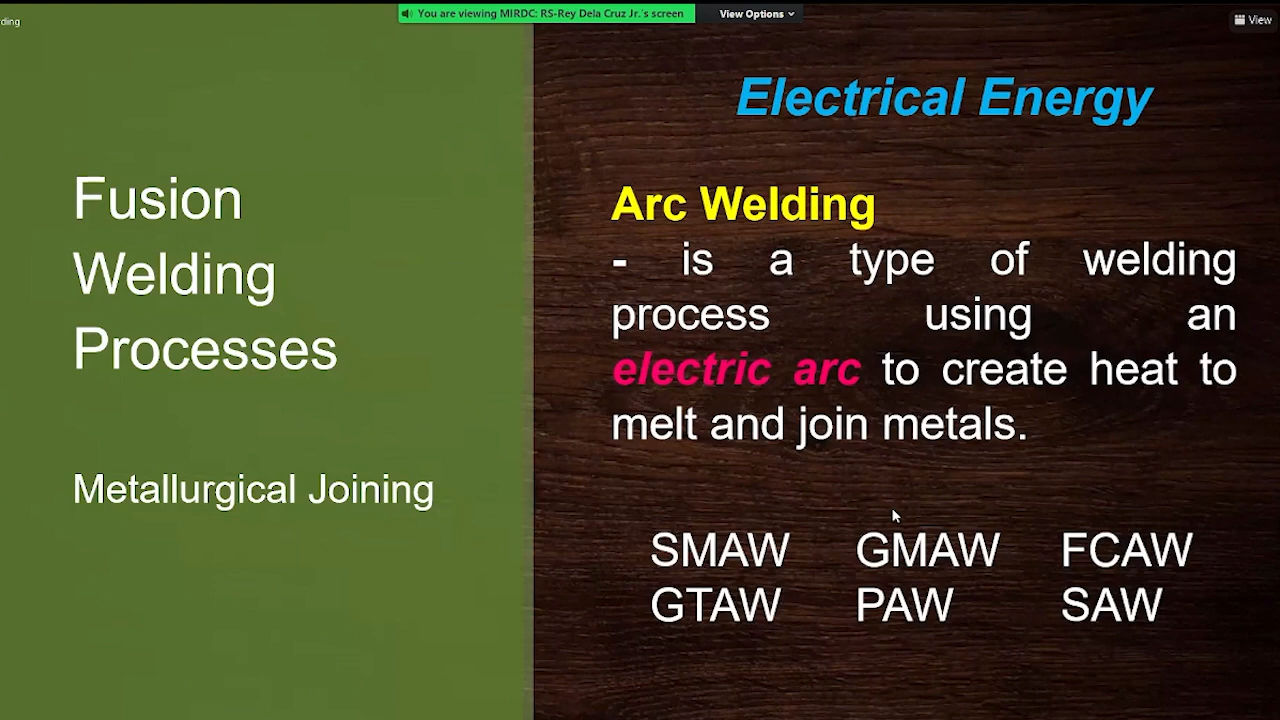 ding
You are viewing MIRDC: RS-Rey Dela Cruz Jr.'s screen
View Options
View
Fusion
Welding
Processes
Metallurgical Joining
Electrical Energy
Arc Welding
- is a type of welding
process using an
electric arc to create heat to
melt and join metals.
SMAW GMAW FCAW
GTAW PAW SAW